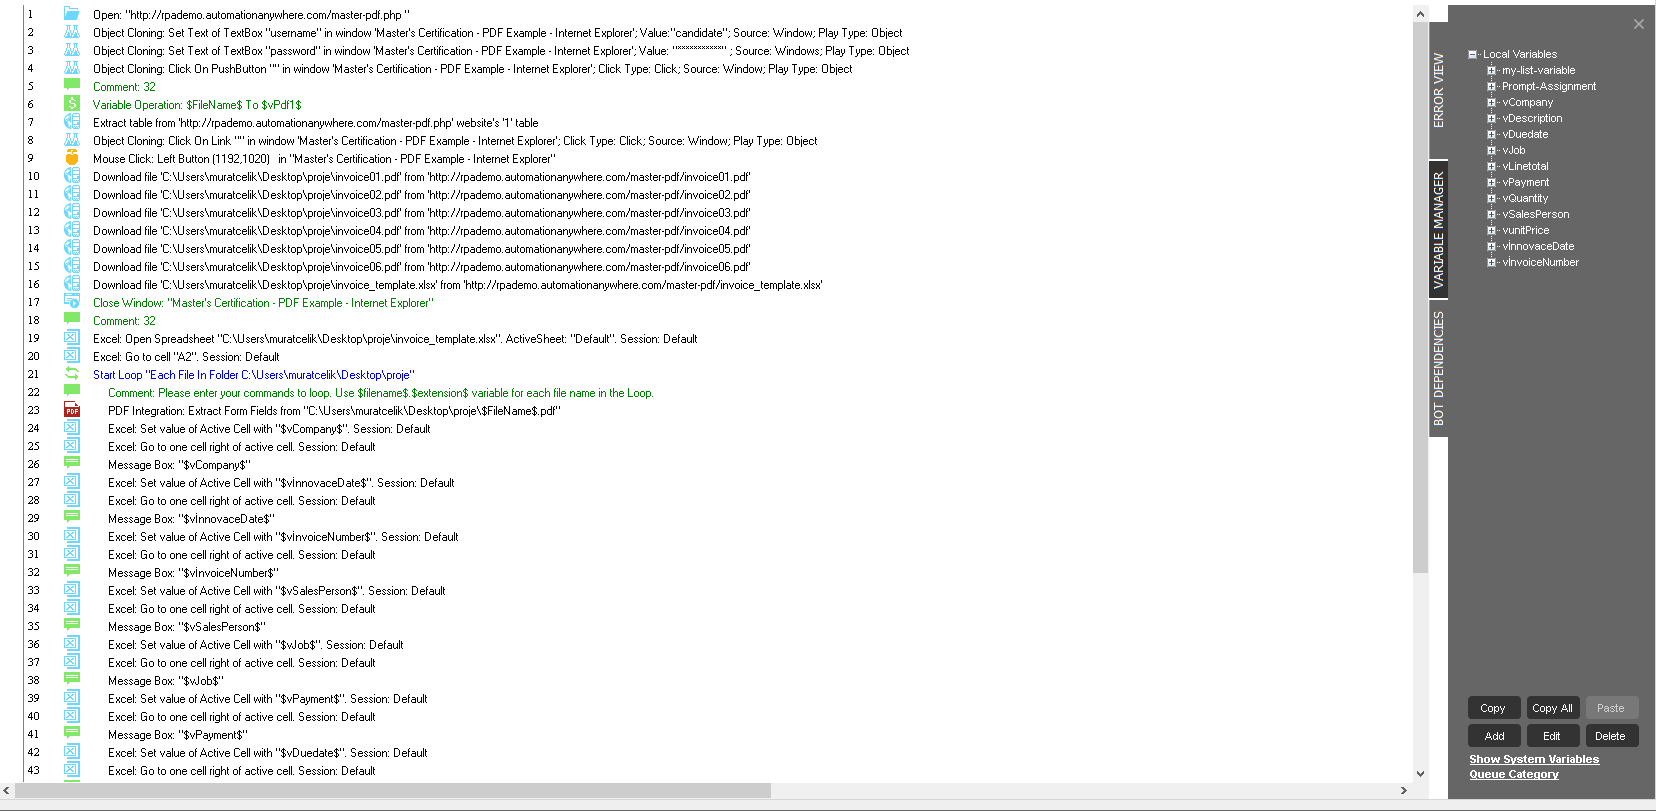 1 Open: "http://rpademo.automationanywhere.com/master-pdf.php "
2 Object Cloning: Set Text of TextBox "username" in window 'Master's Certification - PDF Example - Internet Explorer'; Value:"candidate"; Source: Window; Play Type: Object
3 Object Cloning: Set Text of TextBox "password" in window 'Master's Certification - PDF Example - Internet Explorer'; Value: "************" ; Source: Windows; Play Type: Object
4 Object Cloning: Click On PushButton "" in window 'Master's Certification - PDF Example - Internet Explorer'; Click Type: Click; Source: Window; Play Type: Object
5 Comment: 32
6 Variable Operation: $FileName$ To $vPdf1$
7 Extract table from 'http://rpademo.automationanywhere.com/master-pdf.php' website's '1' table
8 Object Cloning: Click On Link "" in window 'Master's Certification - PDF Example - Internet Explorer'; Click Type: Click; Source: Window; Play Type: Object
9 Mouse Click: Left Button (1192,1020) in "Master's Certification - PDF Example - Internet Explorer"
10 Download file 'C:\Users\muratcelik\Desktop\proje\invoice01.pdf' from 'http://rpademo.automationanywhere.com/master-pdf/invoice01.pdf'
11 Download file 'C:\Users\muratcelik\Desktop\proje\invoice02.pdf' from 'http://rpademo.automationanywhere.com/master-pdf/invoice02.pdf'
12 Download file 'C:\Users\muratcelik\Desktop\proje\invoice03.pdf' from 'http://rpademo.automationanywhere.com/master-pdf/invoice03.pdf'
13 Download file 'C:\Users\muratcelik\Desktop\proje\invoice04.pdf' from 'http://rpademo.automationanywhere.com/master-pdf/invoice04.pdf'
14 Download file 'C:\Users\muratcelik\Desktop\proje\invoice05.pdf' from 'http://rpademo.automationanywhere.com/master-pdf/invoice05.pdf'
15 Download file 'C:\Users\muratcelik\Desktop\proje\invoice06.pdf' from 'http://rpademo.automationanywhere.com/master-pdf/invoice06.pdf'
16 Download file 'C:\Users\muratcelik\Desktop\proje\invoice_template.xlsx' from 'http://rpademo.automationanywhere.com/master-pdf/invoice_template.xlsx'
17 Close Window: "Master's Certification - PDF Example - Internet Explorer"
18 Comment: 32
19 Excel: Open Spreadsheet "C:\Users\muratcelik\Desktop\proje\invoice_template.xlsx". ActiveSheet: "Default". Session: Default
20 Excel: Go to cell "A2". Session: Default
21 Start Loop "Each File In Folder C:\Users\muratcelik\Desktop\proje"
22 Comment: Please enter your commands to loop. Use $filename$.$extension$ variable for each file name in the Loop.
23 PDF PDF Integration: Extract Form Fields from "C:\Users\muratcelik\Desktop\proje\$FileName$.pdf"
24 Excel: Set value of Active Cell with "$vCompany$". Session: Default
25 Excel: Go to one cell right of active cell. Session: Default
26 Message Box: "$vCompany$"
27 Excel: Set value of Active Cell with "$vİnnovaceDate$". Session: Default
28 Excel: Go to one cell right of active cell. Session: Default
29 Message Box: "$vİnnovaceDate$"
30 Excel: Set value of Active Cell with "$vİnvoiceNumber$". Session: Default
31 Excel: Go to one cell right of active cell. Session: Default
32 Message Box: "$vİnvoiceNumber$"
33 Excel: Set value of Active Cell with "$vSalesPerson$". Session: Default
34 Excel: Go to one cell right of active cell. Session: Default
35 Message Box: "$vSalesPerson$"
36 Excel: Set value of Active Cell with "$vJob$". Session: Default
37 Excel: Go to one cell right of active cell. Session: Default
38 Message Box: "$vJob$"
39 Excel: Set value of Active Cell with "$vPayment$". Session: Default
40 Excel: Go to one cell right of active cell. Session: Default
41 Message Box: "$vPayment$"
42 Excel: Set value of Active Cell with "$vDuedate$". Session: Default
43 Excel: Go to one cell right of active cell. Session: Default
ERROR VIEW
VARIABLE MANAGER
BOT DEPENDENCIES
Local Variables
my-list-variable
Prompt-Assignment
vCompany
vDescription
vDuedate
vJob
vLinetotal
vPayment
vQuantity
vSalesPerson
vunitPrice
vİnnovaceDate
vİnvoiceNumber
Copy Copy All Paste
Add Edit Delete
Show System Variables
Queue Category